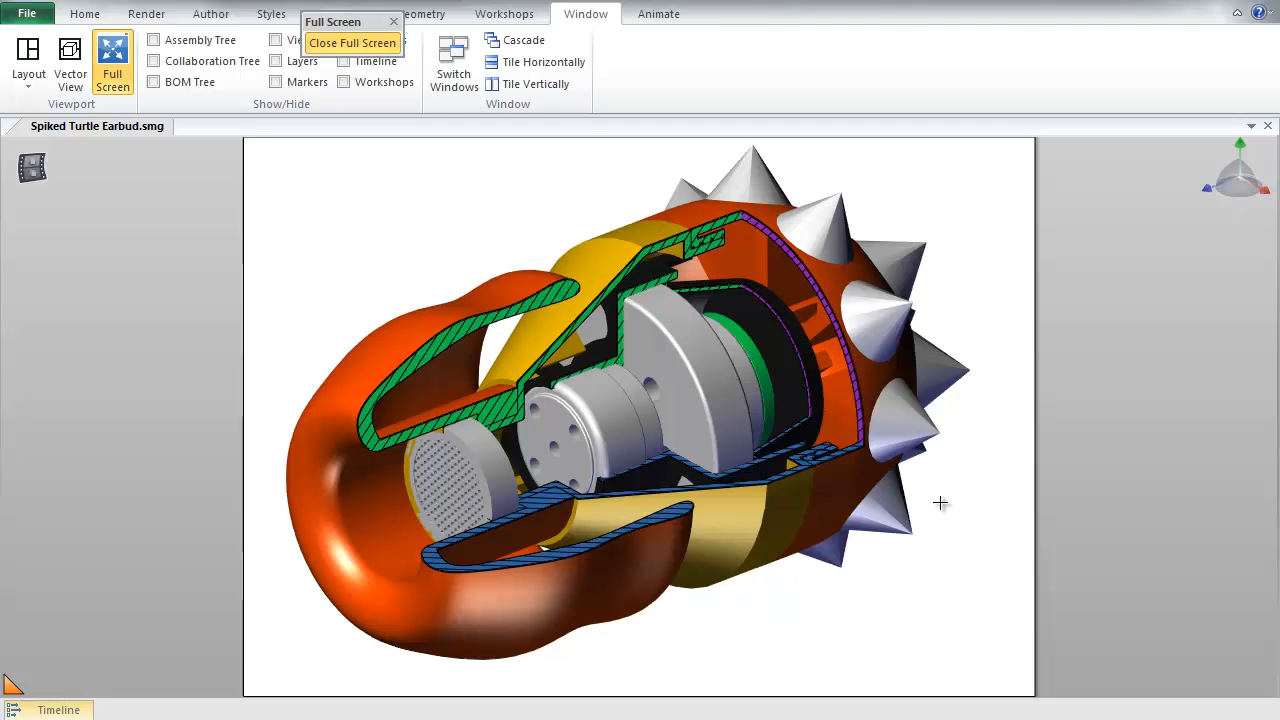 File Home Render Author Styles eometry Workshops Window Animate
Full Screen
Close Full Screen
Layout
Vector View
Full Screen
Viewport
Assembly Tree
Collaboration Tree
BOM Tree
Layers
Markers
Timeline
Workshops
Show/Hide
Switch Windows
Cascade
Tile Horizontally
Tile Vertically
Window
Spiked Turtle Earbud.smg
Timeline